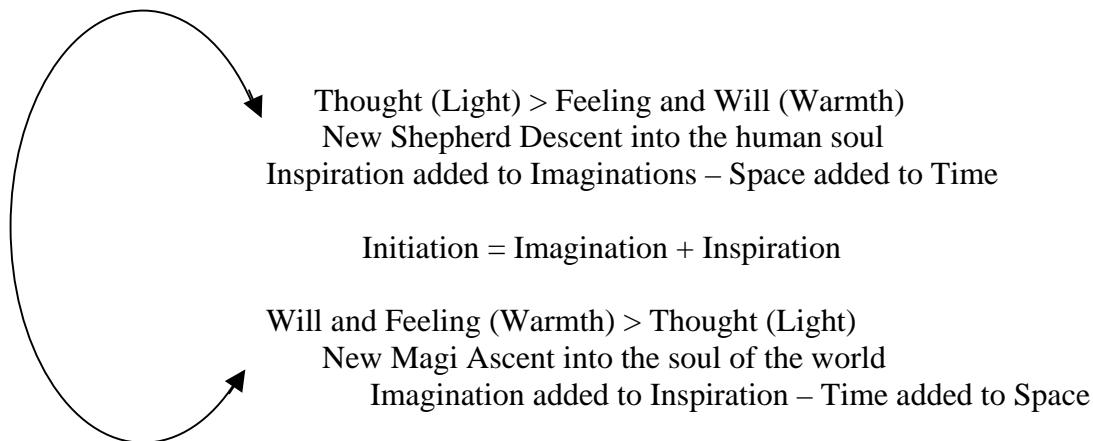 Thought (Light) > Feeling and Will (Warmth)
New Shepherd Descent into the human soul
Inspiration added to Imaginations – Space added to Time
Initiation = Imagination + Inspiration
Will and Feeling (Warmth) > Thought (Light)
New Magi Ascent into the soul of the world
Imagination added to Inspiration – Time added to Space